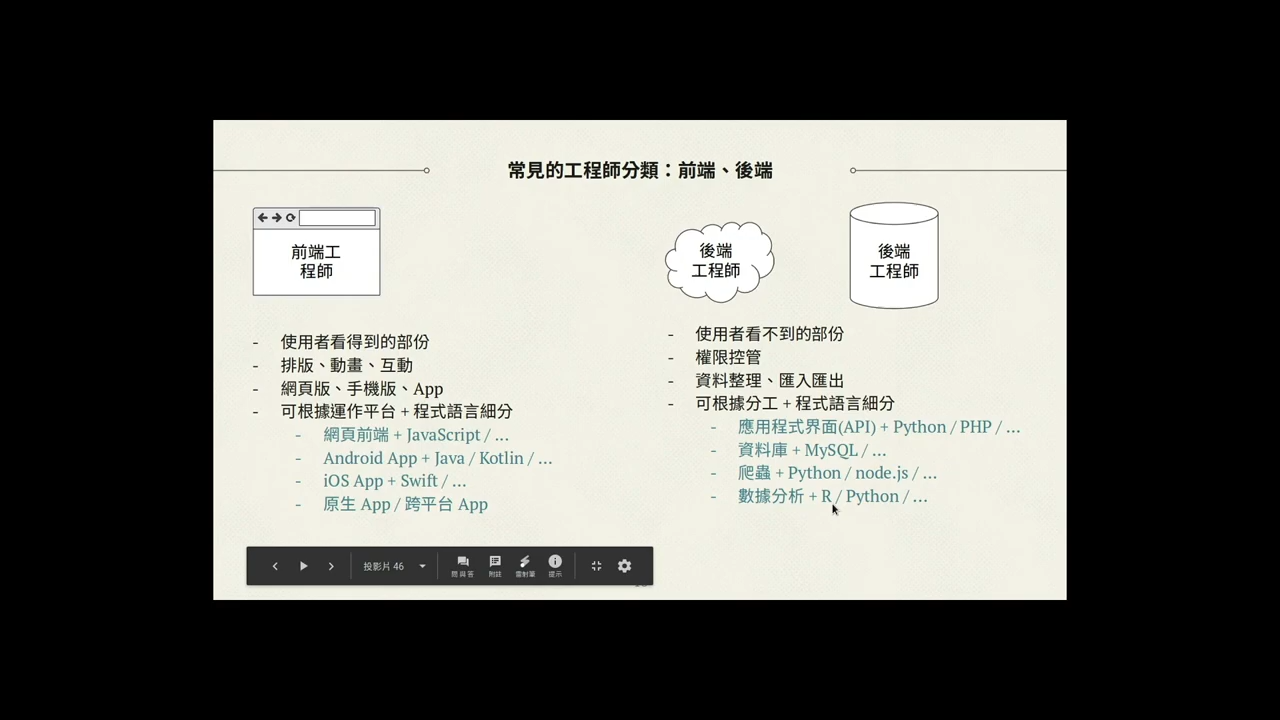 常見的工程師分類：前端、後端
前端工
程師
- 使用者看得到的部份
- 排版、動畫、互動
- 網頁版、手機版、App
- 可根據運作平台 + 程式語言細分
- 網頁前端 + JavaScript / …
- Android App + Java / Kotlin / …
- iOS App + Swift / …
- 原生 App / 跨平台 App
後端
工程師
後端
工程師
- 使用者看不到的部份
- 權限控管
- 資料整理、匯入匯出
- 可根據分工 + 程式語言細分
- 應用程式界面(API) + Python / PHP / …
- 資料庫 + MySQL / …
- 爬蟲 + Python / node.js / …
- 數據分析 + R / Python / …
投影片 46
問與答
附註
雷射筆
提示